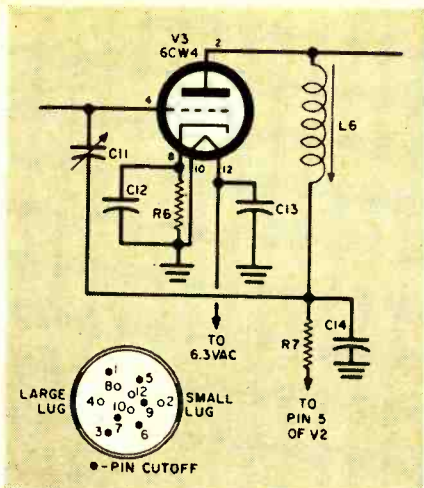 V3
6CW4
2
4
8
10
12
C11
C12
R6
C13
L6
TO
6.3VAC
R7
C14
TO
PIN 5
OF V2
LARGE
LUG
SMALL
LUG
1
5
8
12
4
2
10
9
7
3
6
●-PIN CUTOFF